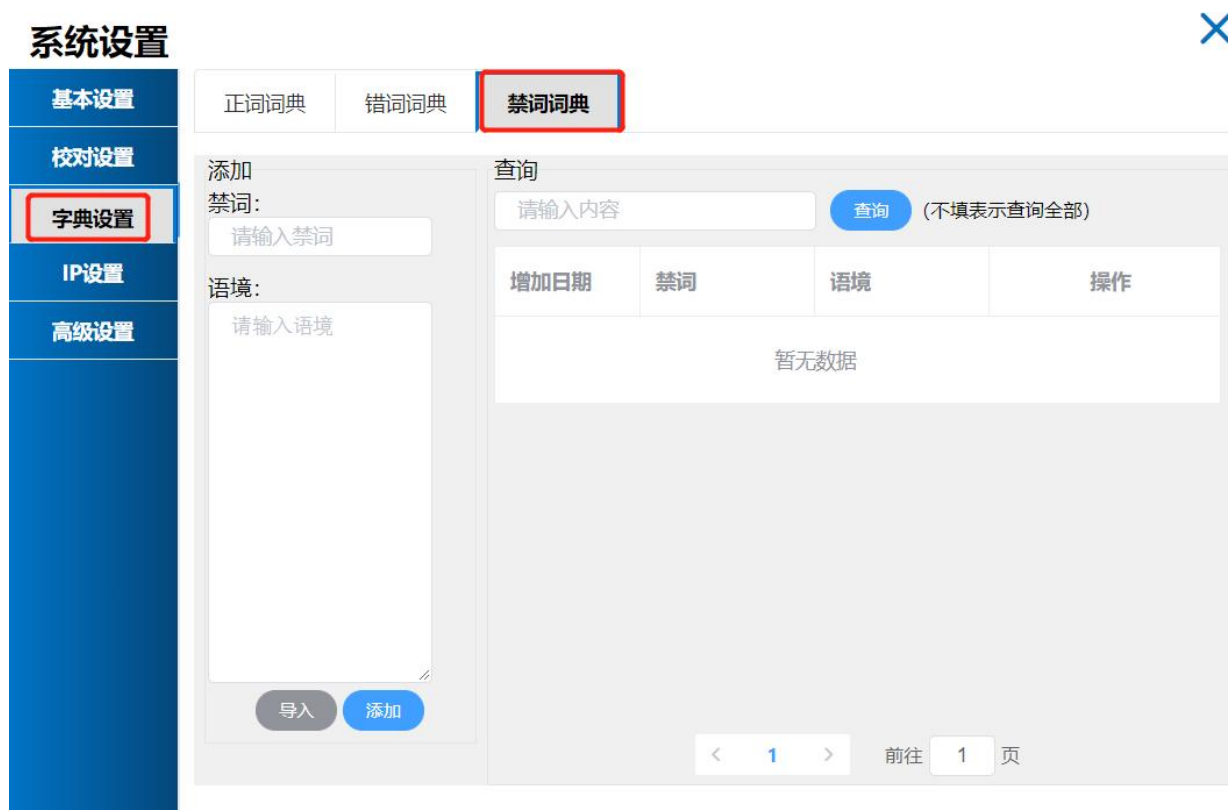 系统设置
基本设置
校对设置
字典设置
IP设置
高级设置
正词词典 错词词典 禁词词典
添加
禁词：
请输入禁词
语境：
请输入语境
导入 添加
查询
请输入内容 查询 (不填表示查询全部)
增加日期 禁词 语境 操作
暂无数据
< 1 > 前往 1 页